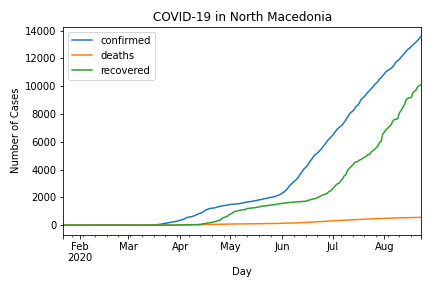 COVID-19 in North Macedonia
confirmed
deaths
recovered
Number of Cases
14000
12000
10000
8000
6000
4000
2000
0
Feb Mar Apr May Jun Jul Aug
2020
Day